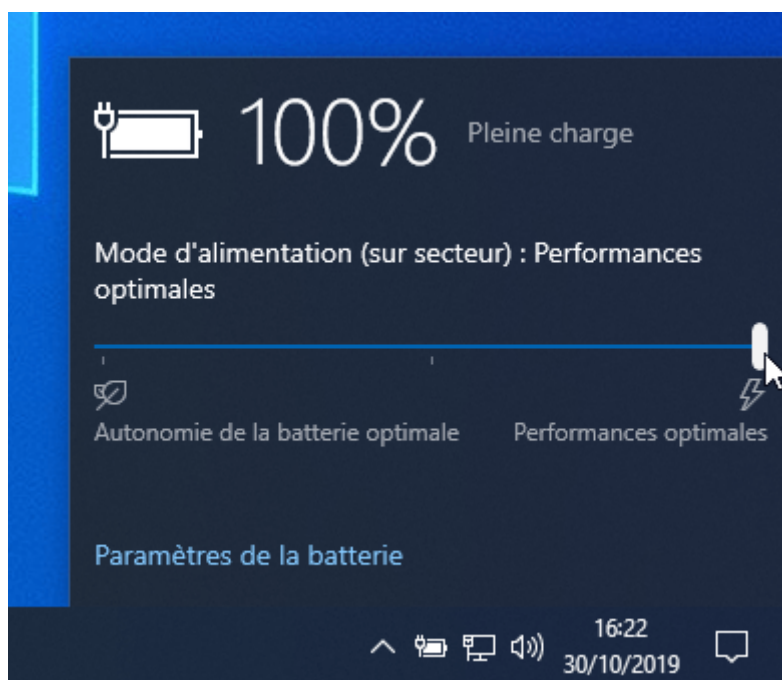 100% Pleine charge
Mode d'alimentation (sur secteur) : Performances
optimales
Autonomie de la batterie optimale Performances optimales
Paramètres de la batterie
16:22
30/10/2019